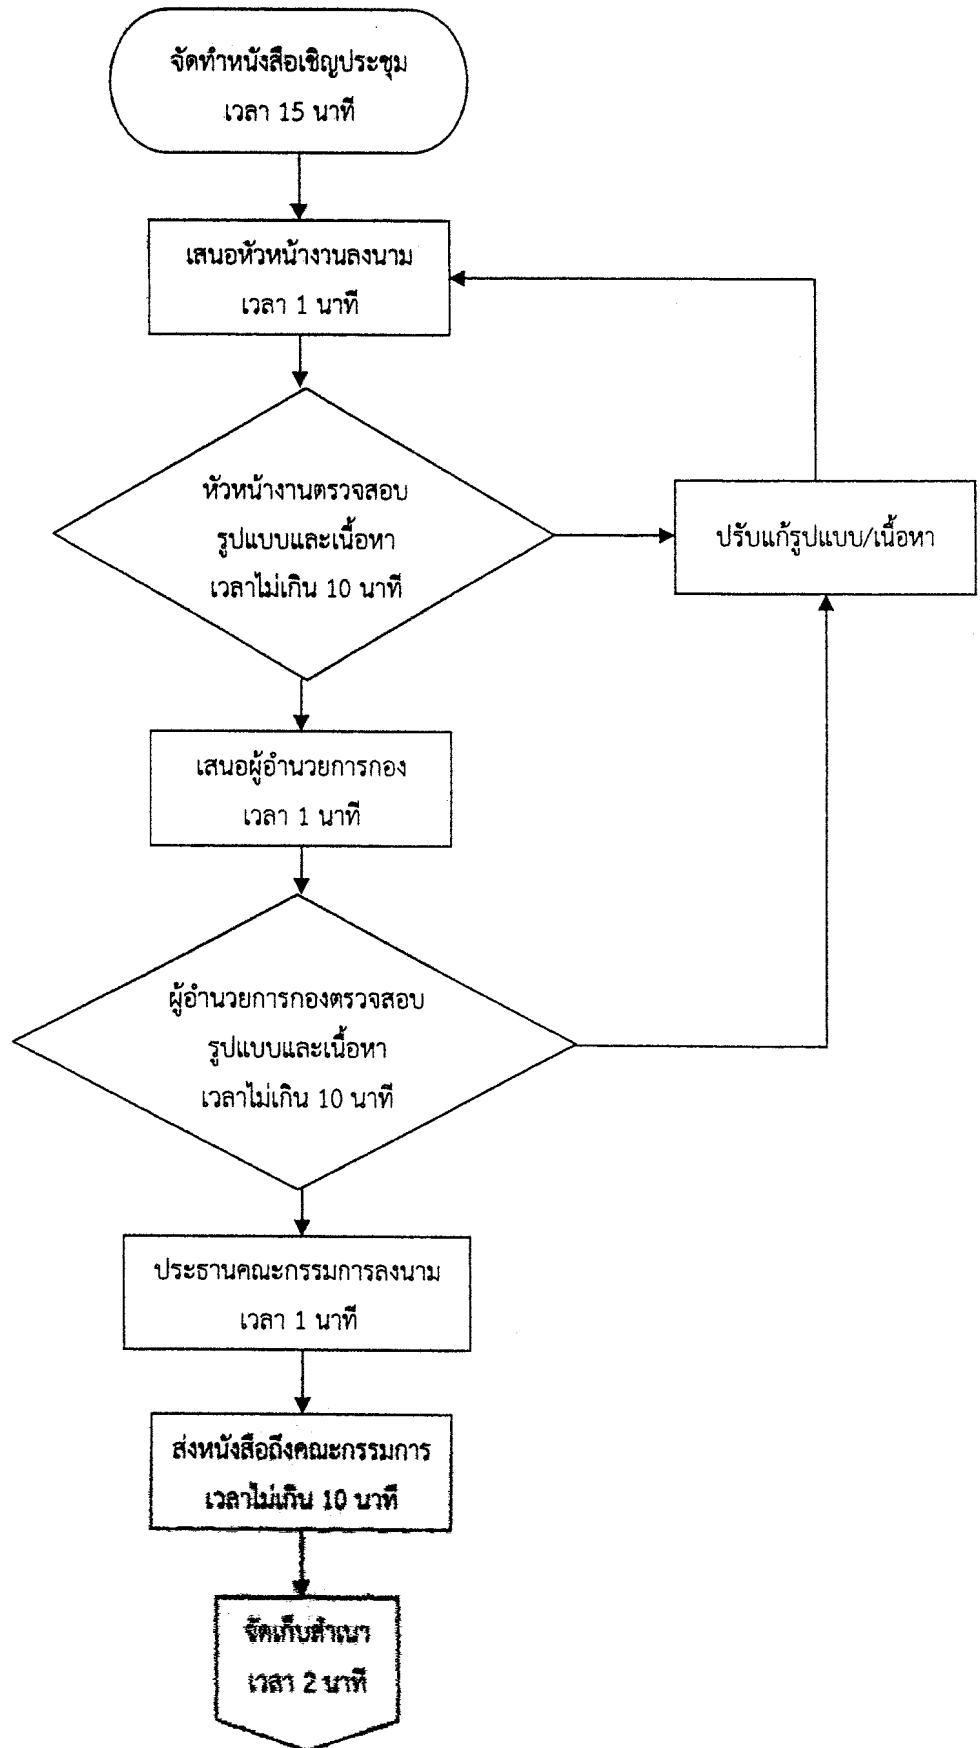 จัดทำหนังสือเชิญประชุม
เวลา 15 นาที
เสนอหัวหน้างานลงนาม
เวลา 1 นาที
หัวหน้างานตรวจสอบ
รูปแบบและเนื้อหา
เวลาไม่เกิน 10 นาที
ปรับแก้รูปแบบ/เนื้อหา
เสนอผู้อำนวยการกอง
เวลา 1 นาที
ผู้อำนวยการกองตรวจสอบ
รูปแบบและเนื้อหา
เวลาไม่เกิน 10 นาที
ประธานคณะกรรมการลงนาม
เวลา 1 นาที
ส่งหนังสือถึงคณะกรรมการ
เวลาไม่เกิน 10 นาที
จัดเก็บสำเนา
เวลา 2 นาที